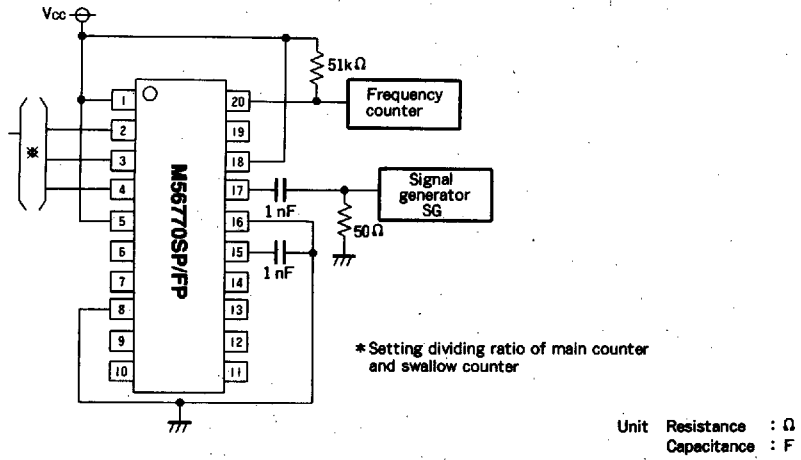 Vcc
51kΩ
Frequency
counter
1
2
3
4
5
6
7
8
9
10
20
19
18
17
16
15
14
13
12
11
*
M56770SP/FP
1 nF
Signal
generator
SG
50Ω
1 nF
* Setting dividing ratio of main counter
and swallow counter
Unit Resistance : Ω
Capacitance : F